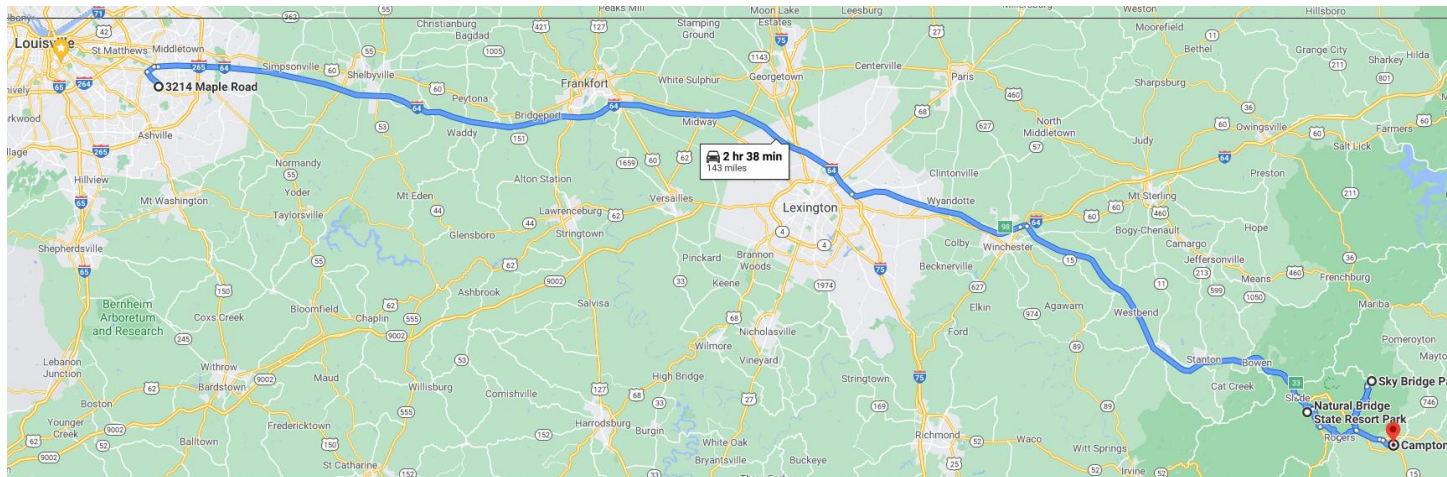 Louisville
St Matthews
Middletown
Simpsonville
Shelbyville
Christianburg
Bagdad
Peaks Mill
Stamping
Ground
Moon Lake
Estates
Leesburg
Weston
Moorefield
Hillsboro
Bethel
Grange City
Hilda
Sharkey
Centerville
Paris
Sharpsburg
Georgetown
White Sulphur
Frankfort
3214 Maple Road
Peytona
Bridgeport
Waddy
Midway
North
Middletown
Judy
Owingsville
Farmers
Salt Lick
Ashville
2 hr 38 min
143 miles
Hillview
Normandy
Yoder
Mt Eden
Alton Station
Versailles
Clintonville
Preston
Mt Washington
Taylorsville
Lawrenceburg
Stringtown
Lexington
Wyandotte
Mt Sterling
Bogy-Chenault
Hope
Glensboro
Shepherdsville
Pinckard
Brannon
Woods
Colby
Winchester
Camargo
Jeffersonville
Becknerville
Means
Frenchburg
Keene
Elkin
Agawam
Mariba
Bernheim
Arboretum
and Research
Coxs Creek
Bloomfield
Chaplin
Ashbrook
Salvisa
Nicholasville
Ford
Westbend
Wilmore
Vineyard
Stanton
Bowen
Pomeroyton
Lebanon
Junction
Withrow
Bardstown
Maud
Willisburg
Cornishville
High Bridge
Stringtown
Cat Creek
Slade
Sky Bridge
Natural Bridge
State Resort Park
Boston
Younger
Creek
Fredericktown
Harrodsburg
Burgin
White Oak
Richmond
Waco
Witt Springs
Rogers
Campton
Balltown
St Catharine
Bryantsville
Buckeye
Irvine